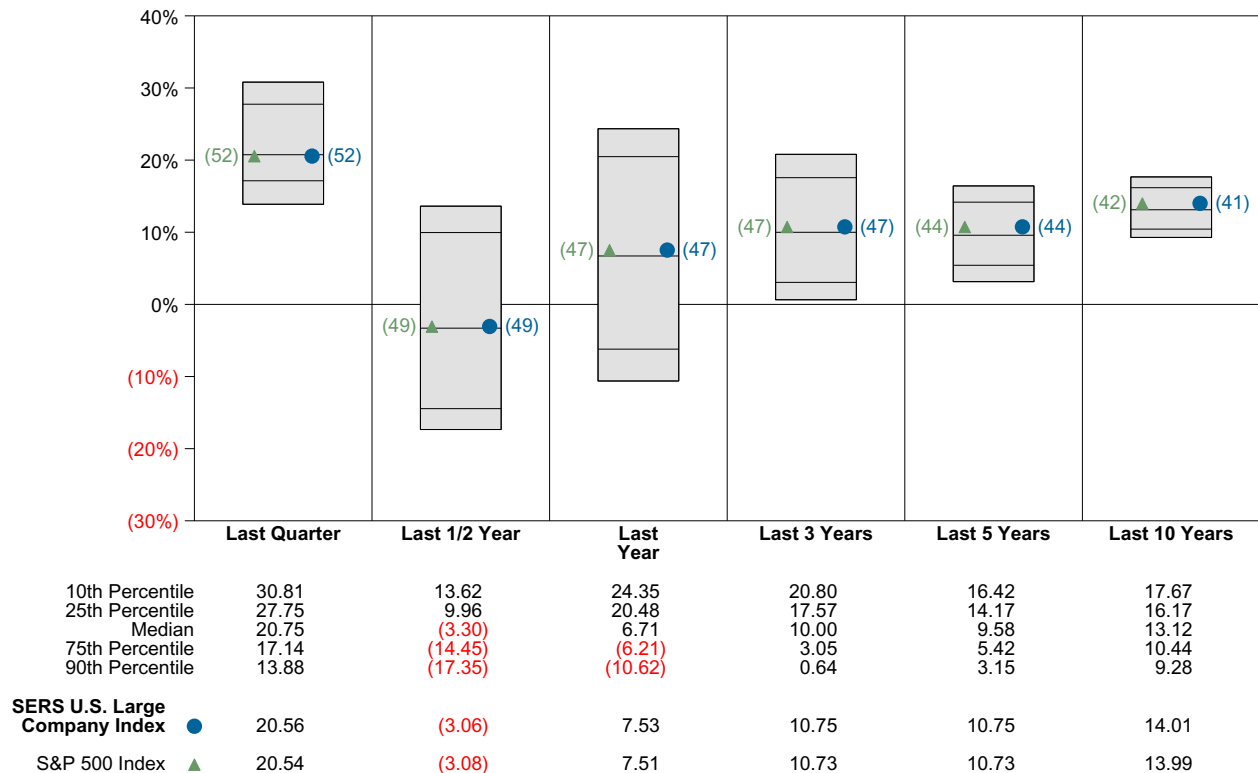 40%
30%
20%
10%
0%
(10%)
(20%)
(30%)
(52) (52)
(49) (49)
(47) (47)
(47) (47)
(44) (44)
(42) (41)
Last Quarter Last 1/2 Year Last Year Last 3 Years Last 5 Years Last 10 Years
10th Percentile 30.81 13.62 24.35 20.80 16.42 17.67
25th Percentile 27.75 9.96 20.48 17.57 14.17 16.17
Median 20.75 (3.30) 6.71 10.00 9.58 13.12
75th Percentile 17.14 (14.45) (6.21) 3.05 5.42 10.44
90th Percentile 13.88 (17.35) (10.62) 0.64 3.15 9.28
SERS U.S. Large
Company Index 20.56 (3.06) 7.53 10.75 10.75 14.01
S&P 500 Index 20.54 (3.08) 7.51 10.73 10.73 13.99